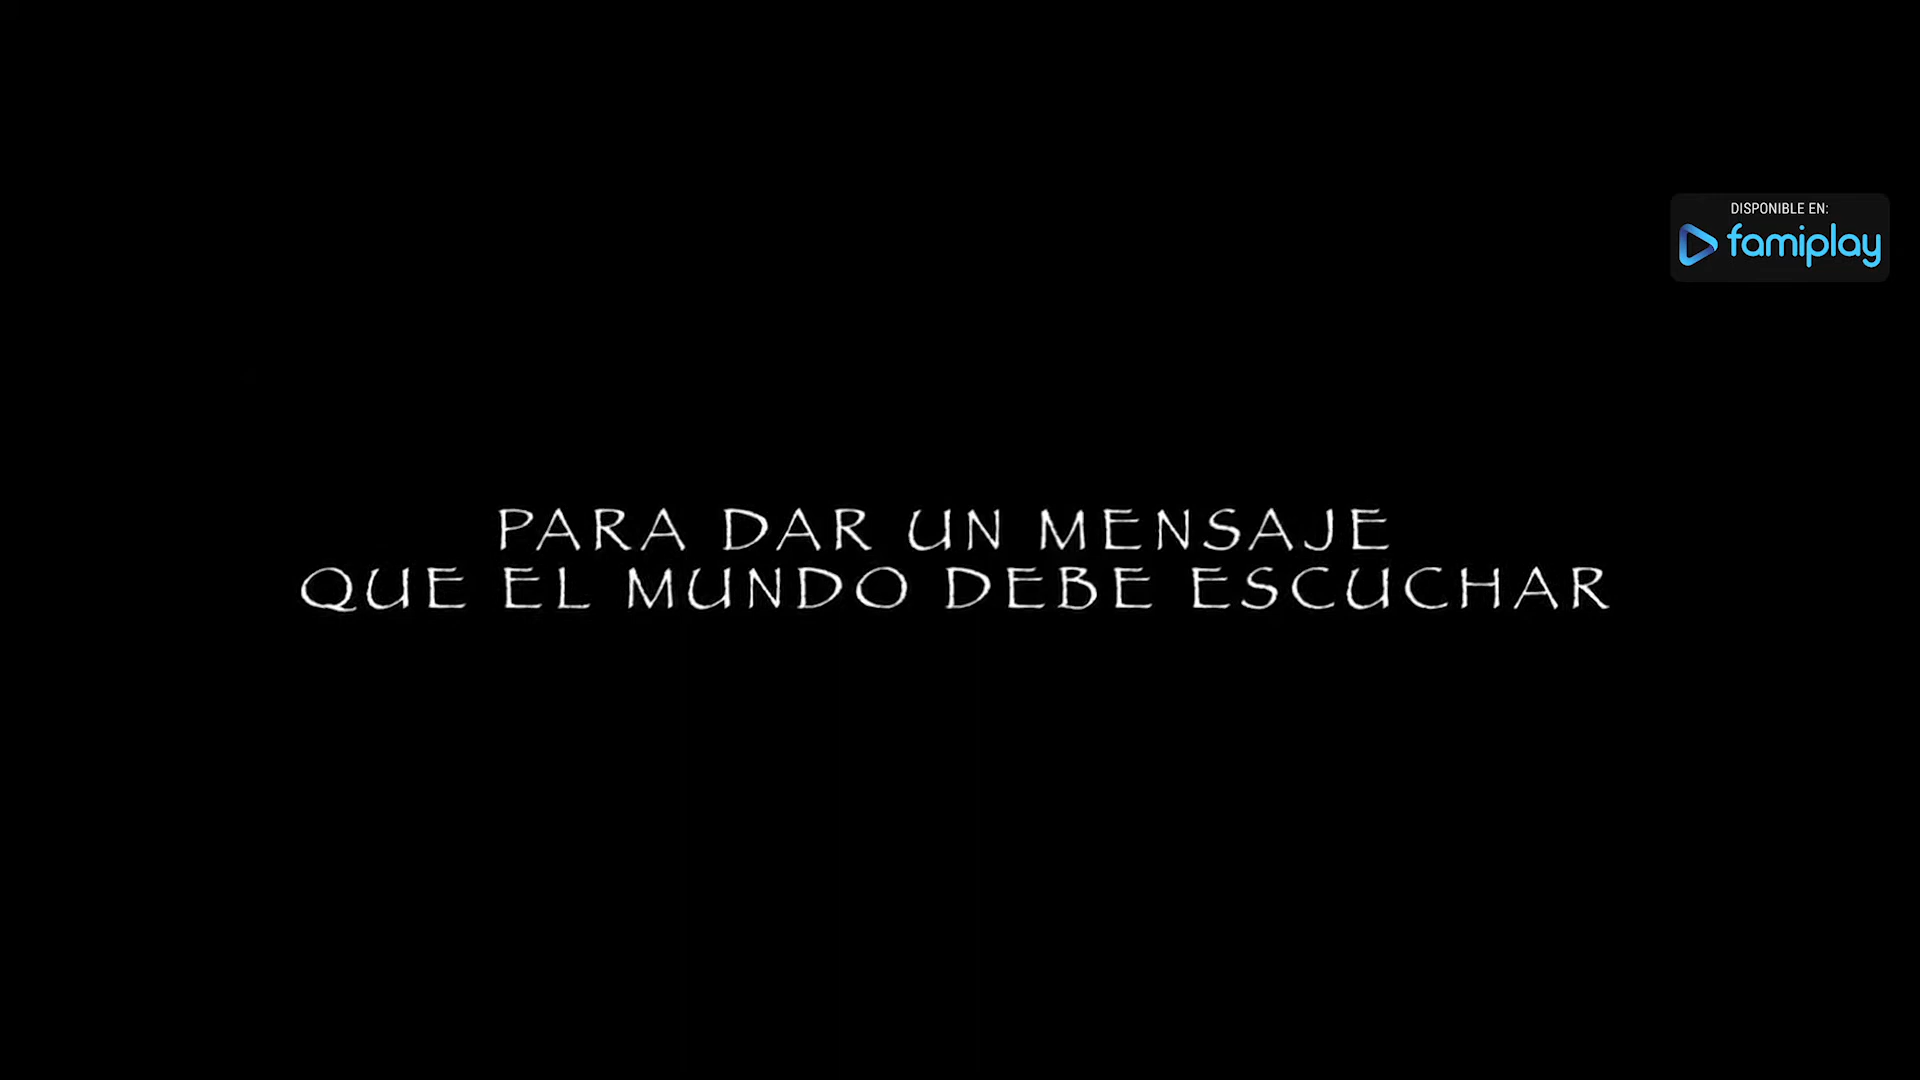 DISPONIBLE EN:
famiplay
PARA DAR UN MENSAJE
QUE EL MUNDO DEBE ESCUCHAR